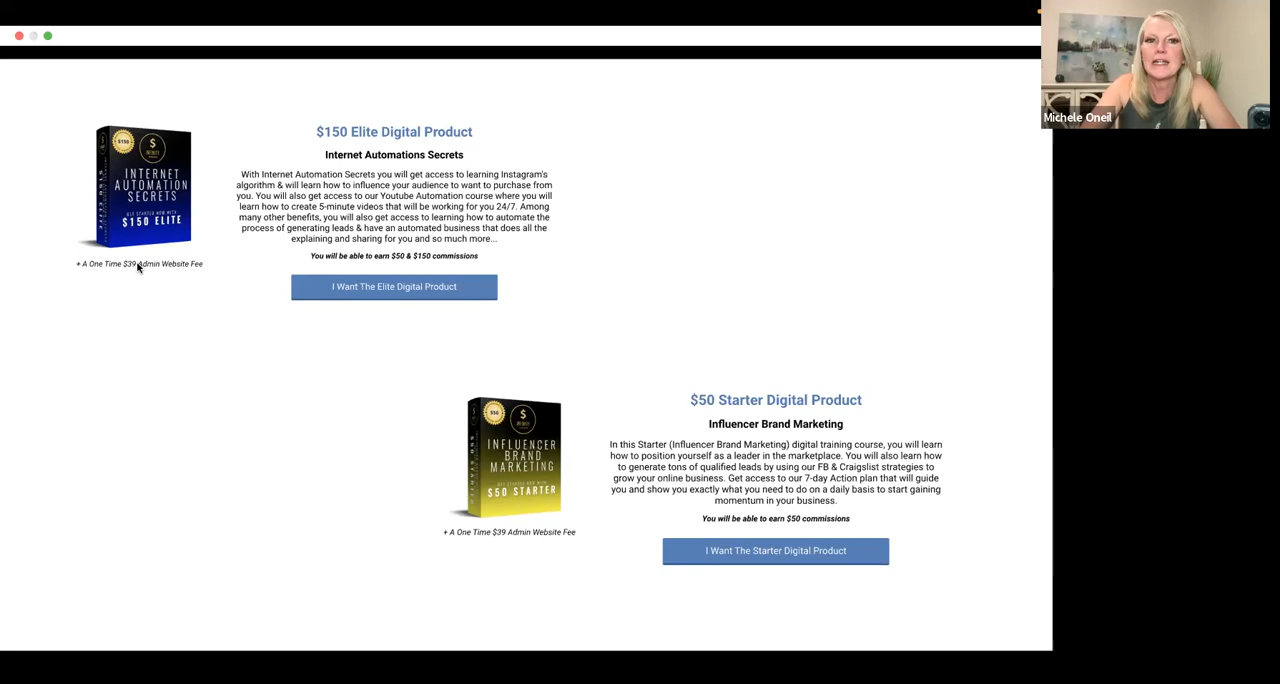 Michele Oneil
$150 Elite Digital Product
Internet Automations Secrets
With Internet Automation Secrets you will get access to learning Instagram's
algorithm & will learn how to influence your audience to want to purchase from
you. You will also get access to our Youtube Automation course where you will
learn how to create 5-minute videos that will be working for you 24/7. Among
many other benefits, you will also get access to learning how to automate the
process of generating leads & have an automated business that does all the
explaining and sharing for you and so much more...
You will be able to earn $50 & $150 commissions
I Want The Elite Digital Product
$150
$
INTERNET
AUTOMATION
SECRETS
GET STARTED NOW WITH
$150 ELITE
+ A One Time $39 Admin Website Fee
$50 Starter Digital Product
Influencer Brand Marketing
In this Starter (Influencer Brand Marketing) digital training course, you will learn
how to position yourself as a leader in the marketplace. You will also learn how
to generate tons of qualified leads by using our FB & Craigslist strategies to
grow your online business. Get access to our 7-day Action plan that will guide
you and show you exactly what you need to do on a daily basis to start gaining
momentum in your business.
You will be able to earn $50 commissions
I Want The Starter Digital Product
$50
$
INFLUENCER
BRAND
MARKETING
GET STARTED NOW WITH
$50 STARTER
+ A One Time $39 Admin Website Fee